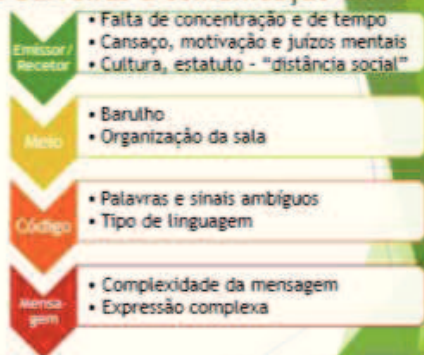 Emissor/
Recetor
• Falta de concentração e de tempo
• Cansaço, motivação e juízos mentais
• Cultura, estatuto - “distância social”
Meio
• Barulho
• Organização da sala
Código
• Palavras e sinais ambíguos
• Tipo de linguagem
Mensa-
gem
• Complexidade da mensagem
• Expressão complexa